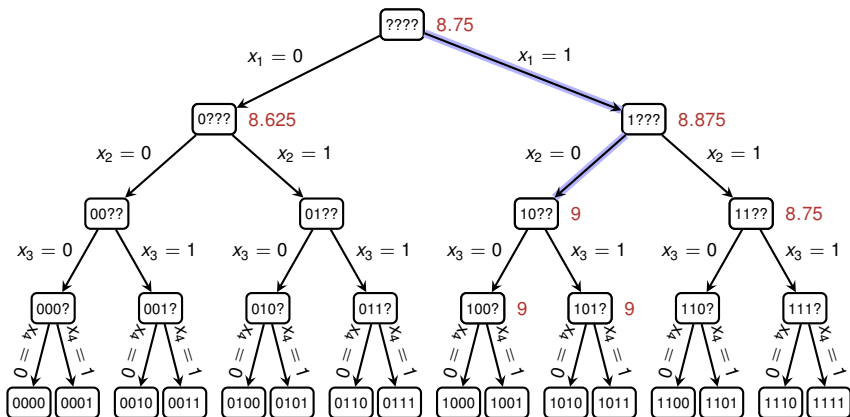 ???? 8.75
x₁ = 0 x₁ = 1
0??? 8.625 1??? 8.875
x₂ = 0 x₂ = 1 x₂ = 0 x₂ = 1
00?? 01?? 10?? 9 11?? 8.75
x₃ = 0 x₃ = 1 x₃ = 0 x₃ = 1 x₃ = 0 x₃ = 1 x₃ = 0 x₃ = 1
000? 001? 010? 011? 100? 9 101? 9 110? 111?
x₄ = 0 x₄ = 1 x₄ = 0 x₄ = 1 x₄ = 0 x₄ = 1 x₄ = 0 x₄ = 1 x₄ = 0 x₄ = 1 x₄ = 0 x₄ = 1 x₄ = 0 x₄ = 1 x₄ = 0 x₄ = 1
0000 0001 0010 0011 0100 0101 0110 0111 1000 1001 1010 1011 1100 1101 1110 1111